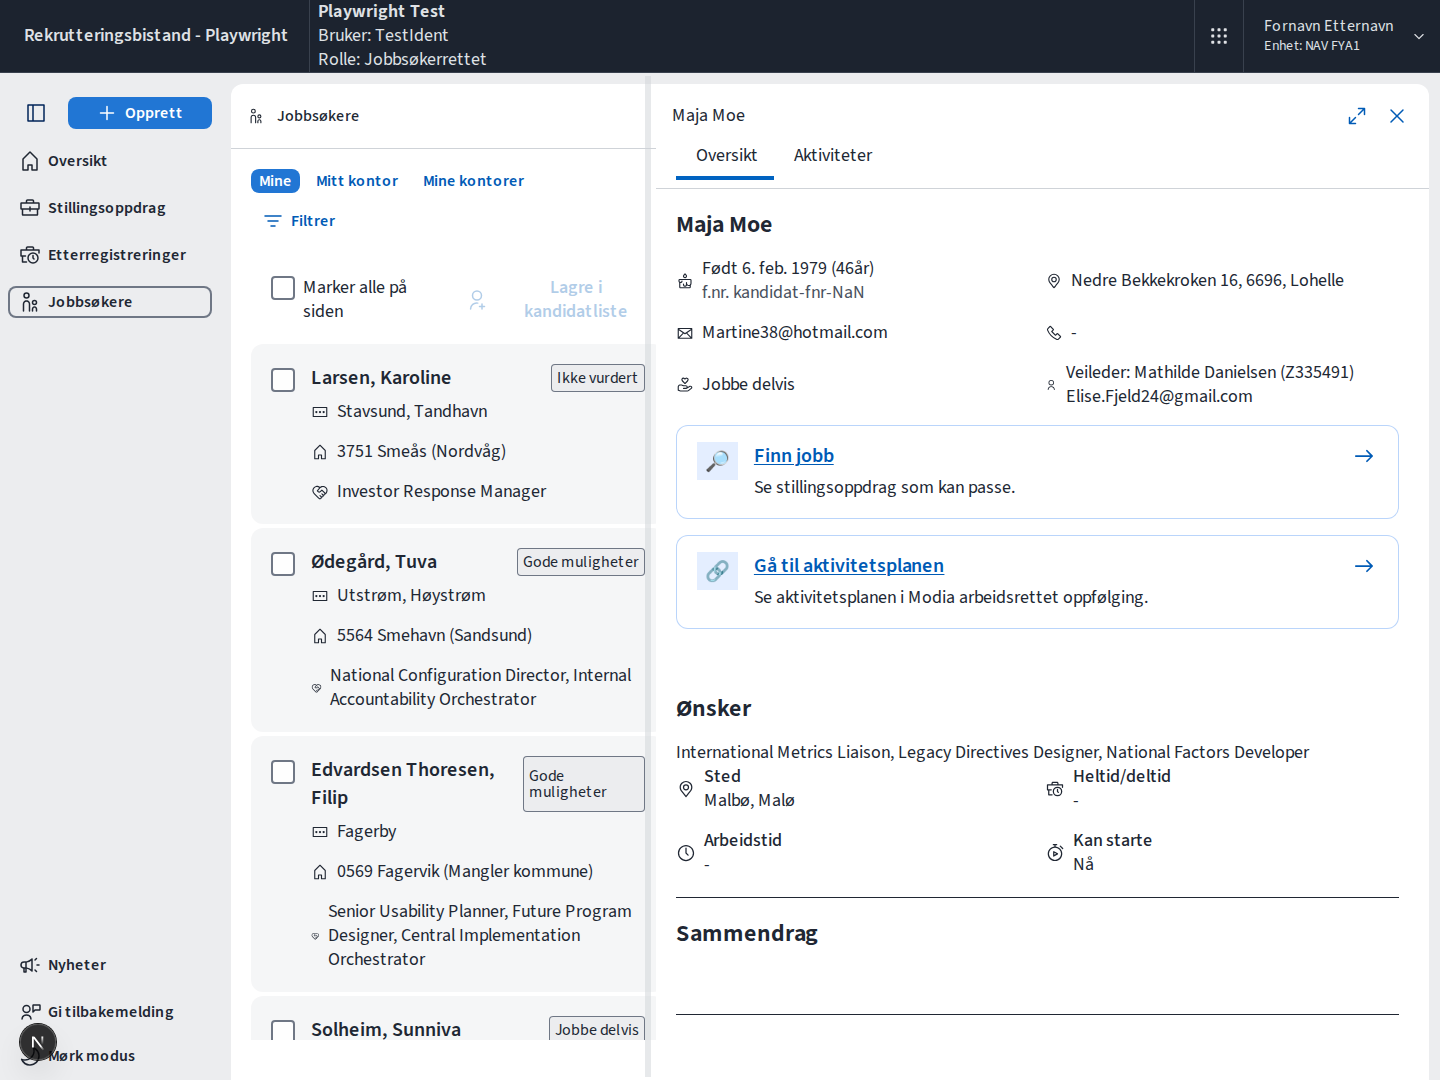 Rekrutteringsbistand - Playwright
Playwright Test
Bruker: TestIdent
Rolle: Jobbsøkerrettet
Fornavn Etternavn
Enhet: NAV FYA1
Opprett
Oversikt
Stillingsoppdrag
Etterregistreringer
Jobbsøkere
Nyheter
Gi tilbakemelding
N
Mørk modus
Jobbsøkere
Mine
Mitt kontor
Mine kontorer
Filtrer
Marker alle på
siden
Lagre i
kandidatliste
Larsen, Karoline
Ikke vurdert
Stavsund, Tandhavn
3751 Smeås (Nordvåg)
Investor Response Manager
Ødegård, Tuva
Gode muligheter
Utstrøm, Høystrøm
5564 Smehavn (Sandsund)
National Configuration Director, Internal
Accountability Orchestrator
Edvardsen Thoresen,
Filip
Gode
muligheter
Fagerby
0569 Fagervik (Mangler kommune)
Senior Usability Planner, Future Program
Designer, Central Implementation
Orchestrator
Solheim, Sunniva
Jobbe delvis
Maja Moe
Oversikt
Aktiviteter
Maja Moe
Født 6. feb. 1979 (46år)
f.nr. kandidat-fnr-NaN
Nedre Bekkekroken 16, 6696, Lohelle
Martine38@hotmail.com
-
Jobbe delvis
Veileder: Mathilde Danielsen (Z335491)
Elise.Fjeld24@gmail.com
Finn jobb
Se stillingsoppdrag som kan passe.
Gå til aktivitetsplanen
Se aktivitetsplanen i Modia arbeidsrettet oppfølging.
Ønsker
International Metrics Liaison, Legacy Directives Designer, National Factors Developer
Sted
Malbø, Malø
Heltid/deltid
-
Arbeidstid
-
Kan starte
Nå
Sammendrag